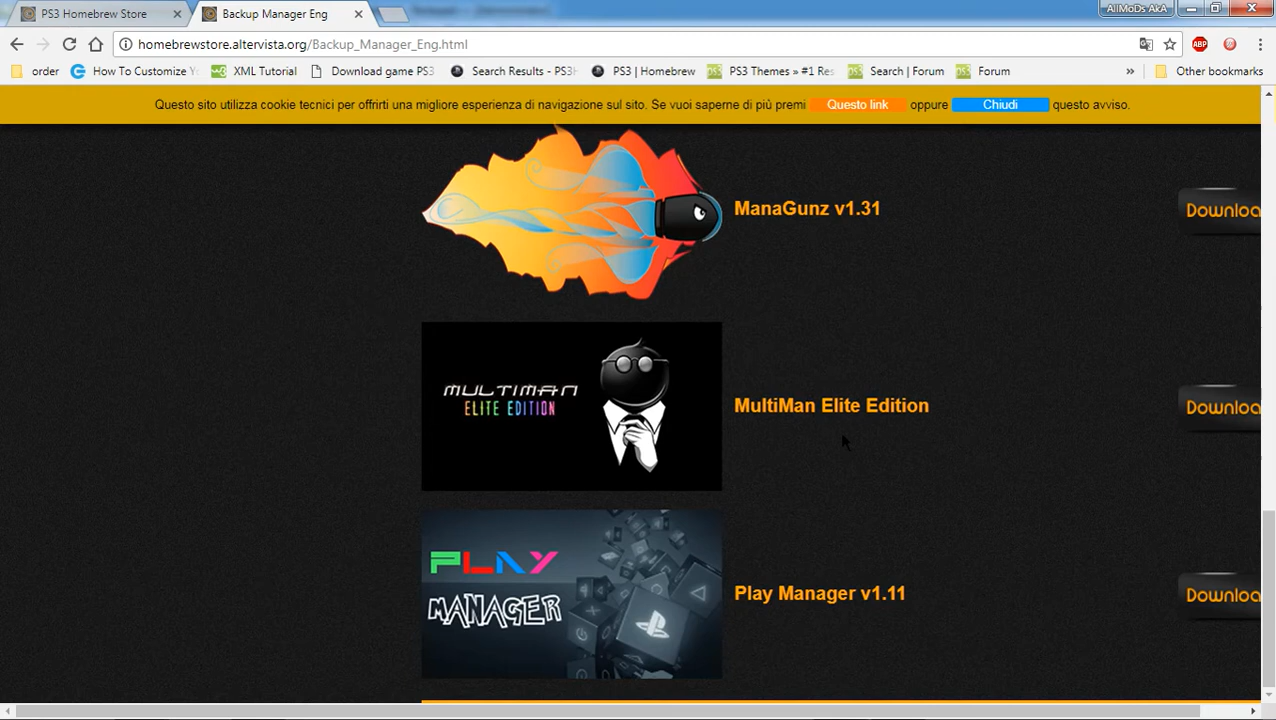 PS3 Homebrew Store
Backup Manager Eng
AllMoDs AkA
homebrewstore.altervista.org/Backup_Manager_Eng.html
ABP
order
How To Customize Y
XML Tutorial
Download game PS3
Search Results - PS3H
PS3 | Homebrew
PS3 Themes » #1 Res
Search | Forum
Forum
»
Other bookmarks
Questo sito utilizza cookie tecnici per offrirti una migliore esperienza di navigazione sul sito. Se vuoi saperne di più premi Questo link oppure Chiudi questo avviso.
ManaGunz v1.31
Downloa
MULTIMAN
ELITE EDITION
MultiMan Elite Edition
Downloa
PLAY
MANAGER
Play Manager v1.11
Downloa